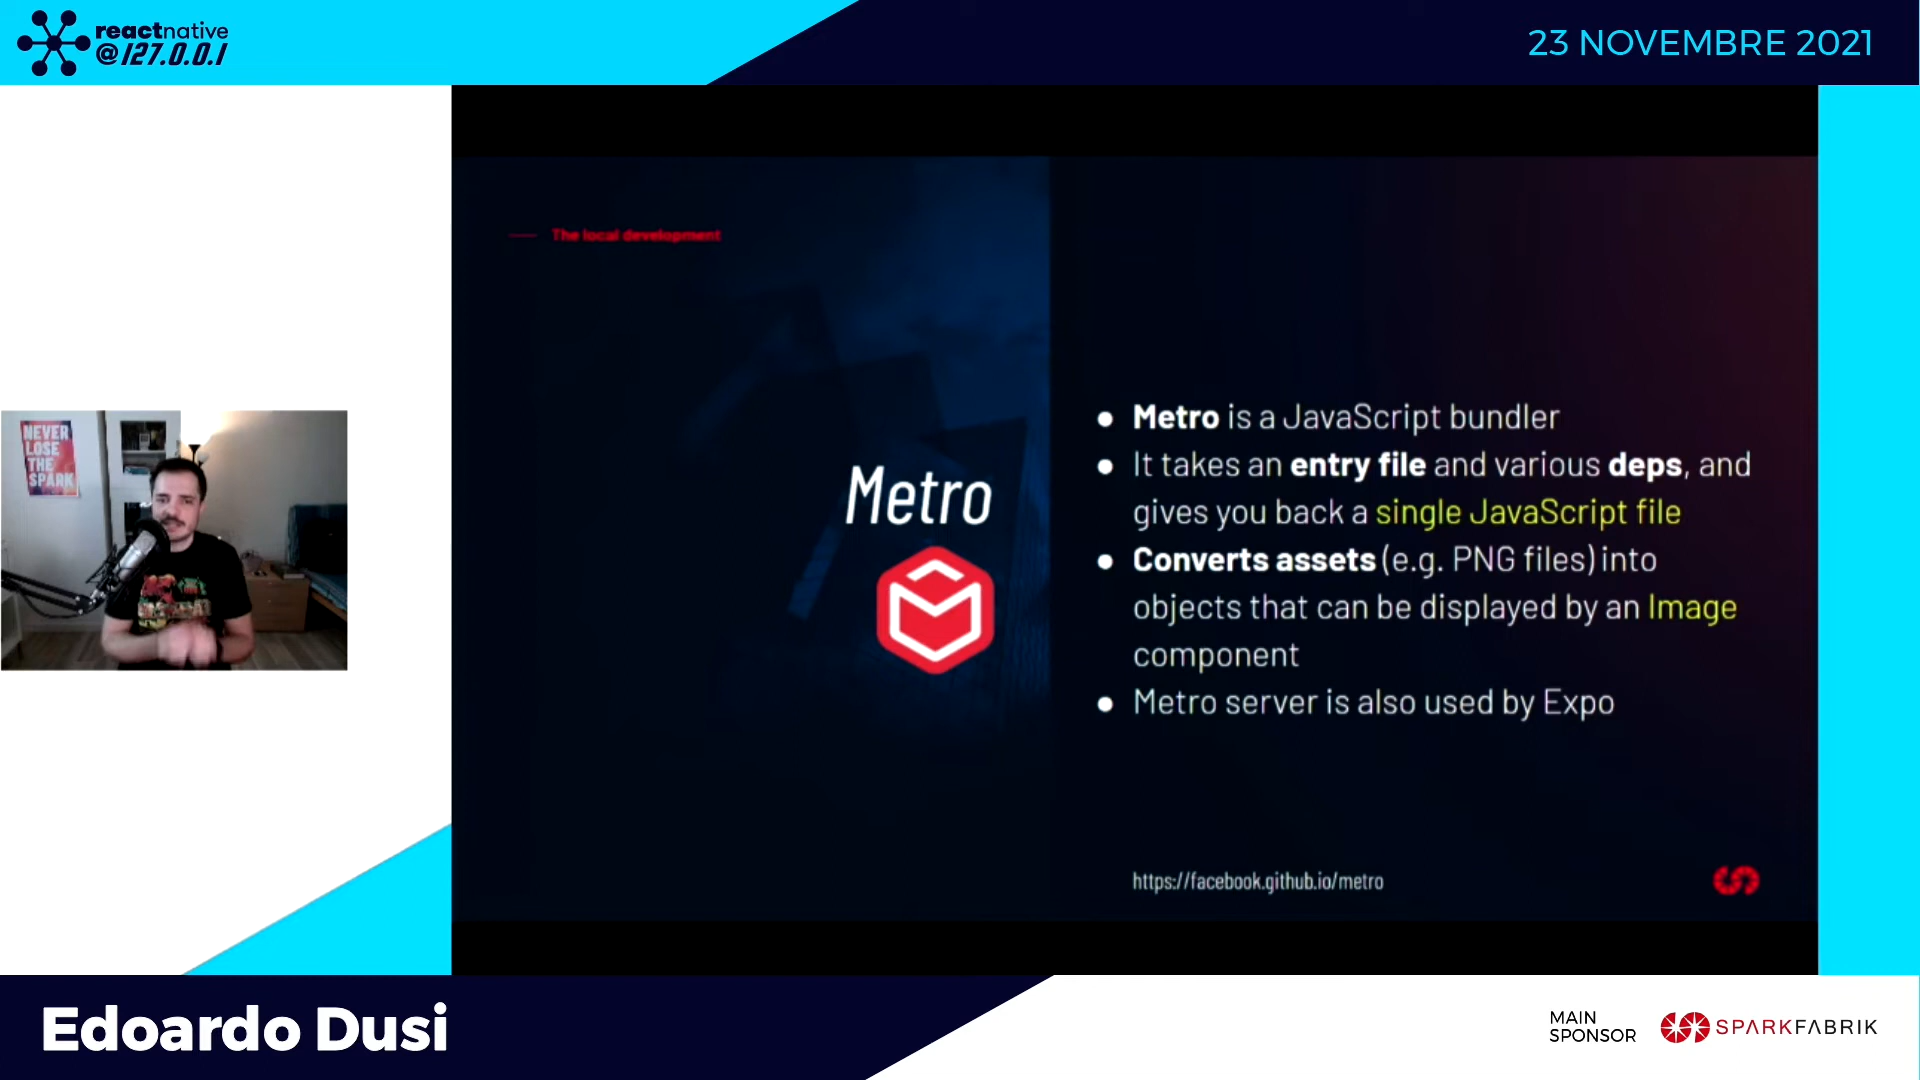 reactnative
@127.0.0.1
23 NOVEMBRE 2021
The local development
NEVER
LOSE
THE
SPARK
Metro
● Metro is a JavaScript bundler
● It takes an entry file and various deps, and
gives you back a single JavaScript file
● Converts assets (e.g. PNG files) into
objects that can be displayed by an Image
component
● Metro server is also used by Expo
https://facebook.github.io/metro
Edoardo Dusi
MAIN
SPONSOR
SPARKFABRIK